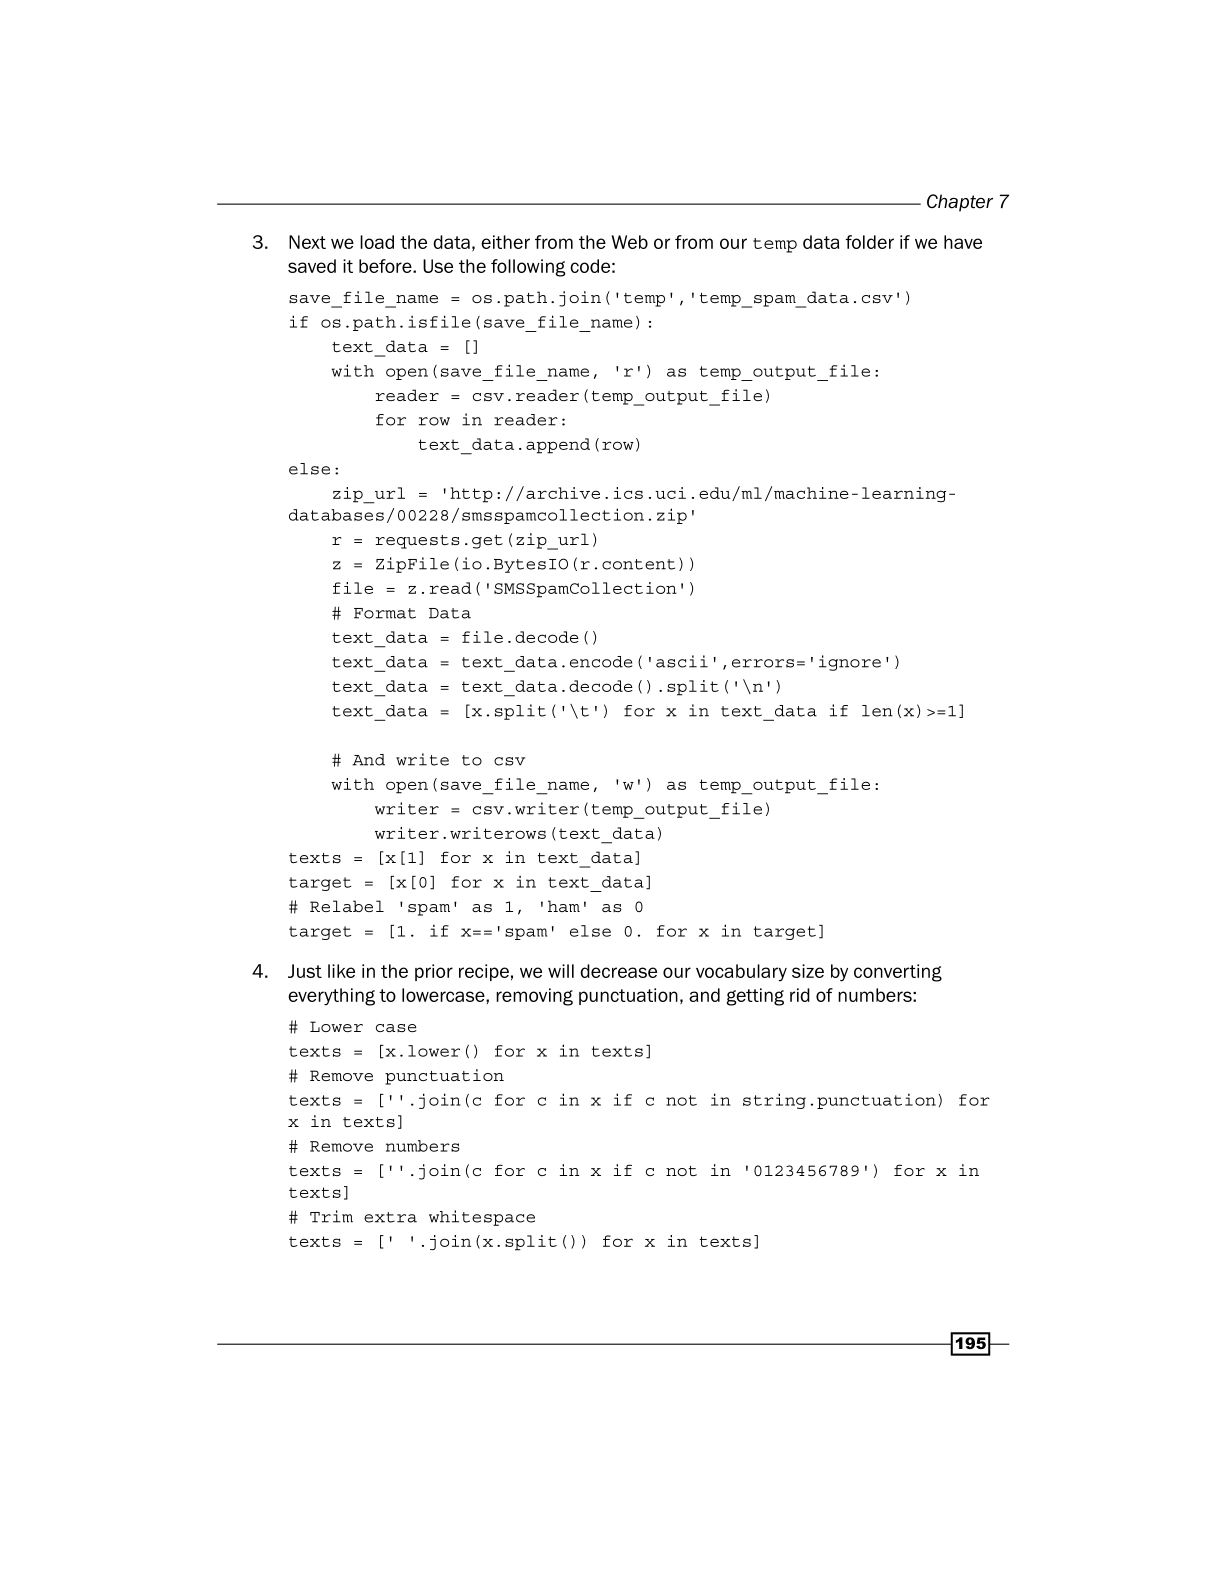 Chapter 7
3. Next we load the data, either from the Web or from our temp data folder if we have
saved it before. Use the following code:
save_file_name = os.path.join('temp','temp_spam_data.csv')
if os.path.isfile(save_file_name):
    text_data = []
    with open(save_file_name, 'r') as temp_output_file:
        reader = csv.reader(temp_output_file)
        for row in reader:
            text_data.append(row)
else:
    zip_url = 'http://archive.ics.uci.edu/ml/machine-learning-
databases/00228/smsspamcollection.zip'
    r = requests.get(zip_url)
    z = ZipFile(io.BytesIO(r.content))
    file = z.read('SMSSpamCollection')
    # Format Data
    text_data = file.decode()
    text_data = text_data.encode('ascii',errors='ignore')
    text_data = text_data.decode().split('\n')
    text_data = [x.split('\t') for x in text_data if len(x)>=1]
    # And write to csv
    with open(save_file_name, 'w') as temp_output_file:
        writer = csv.writer(temp_output_file)
        writer.writerows(text_data)
texts = [x[1] for x in text_data]
target = [x[0] for x in text_data]
# Relabel 'spam' as 1, 'ham' as 0
target = [1. if x=='spam' else 0. for x in target]
4. Just like in the prior recipe, we will decrease our vocabulary size by converting
everything to lowercase, removing punctuation, and getting rid of numbers:
# Lower case
texts = [x.lower() for x in texts]
# Remove punctuation
texts = [''.join(c for c in x if c not in string.punctuation) for
x in texts]
# Remove numbers
texts = [''.join(c for c in x if c not in '0123456789') for x in
texts]
# Trim extra whitespace
texts = [' '.join(x.split()) for x in texts]
195